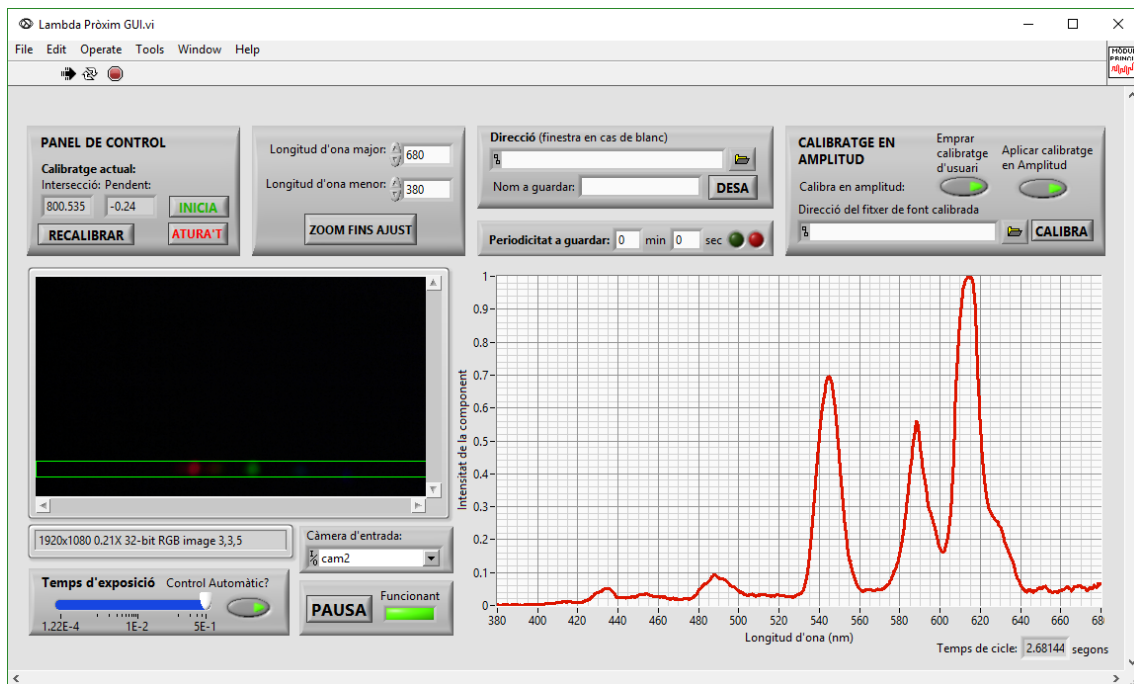 Lambda Pròxim GUI.vi
File Edit Operate Tools Window Help
MÒDUL
PRINCI
PANEL DE CONTROL
Calibratge actual:
Intersecció: Pendent:
800.535 -0.24 INICIA
RECALIBRAR ATURA'T
Longitud d'ona major: 680
Longitud d'ona menor: 380
ZOOM FINS AJUST
Direcció (finestra en cas de blanc)
Nom a guardar: DESA
Periodicitat a guardar: 0 min 0 sec
CALIBRATGE EN
AMPLITUD
Emprar
calibratge
d'usuari
Aplicar calibratge
en Amplitud
Calibra en amplitud:
Direcció del fitxer de font calibrada
CALIBRA
1920x1080 0.21X 32-bit RGB image 3,3,5
Càmera d'entrada:
I/O cam2
Temps d'exposició Control Automàtic?
1.22E-4 1E-2 5E-1
PAUSA
Funcionant
Intensitat de la component
1
0.9
0.8
0.7
0.6
0.5
0.4
0.3
0.2
0.1
0
380 400 420 440 460 480 500 520 540 560 580 600 620 640 660 68
Longitud d'ona (nm)
Temps de cicle: 2.68144 segons